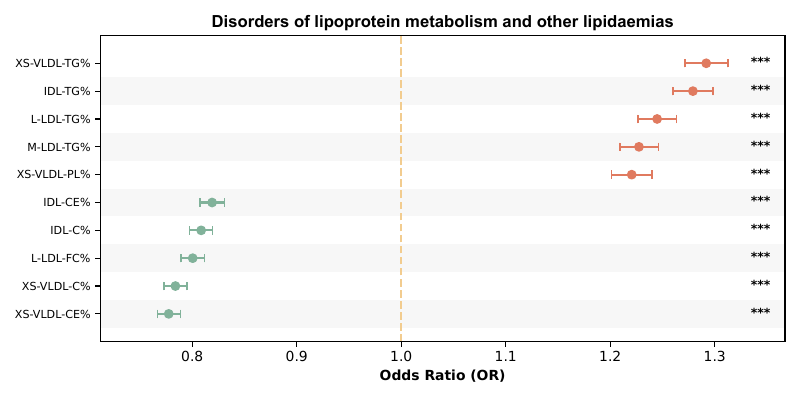 Disorders of lipoprotein metabolism and other lipidaemias
XS-VLDL-TG% ***
IDL-TG% ***
L-LDL-TG% ***
M-LDL-TG% ***
XS-VLDL-PL% ***
IDL-CE% ***
IDL-C% ***
L-LDL-FC% ***
XS-VLDL-C% ***
XS-VLDL-CE% ***
0.8 0.9 1.0 1.1 1.2 1.3
Odds Ratio (OR)